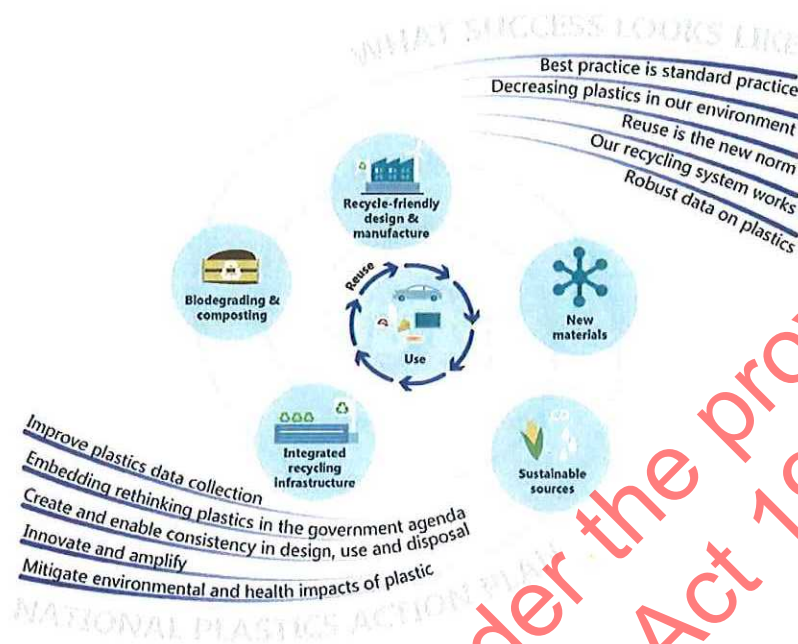 WHAT SUCCESS LOOKS LIKE
Best practice is standard practice
Decreasing plastics in our environment
Reuse is the new norm
Our recycling system works
Robust data on plastics
Recycle-friendly
design &
manufacture
Biodegrading &
composting
Reuse
Use
New
materials
Integrated
recycling
infrastructure
CO
Sustainable
sources
Improve plastics data collection
Embedding rethinking plastics in the government agenda
Create and enable consistency in design, use and disposal
Innovate and amplify
Mitigate environmental and health impacts of plastic
NATIONAL PLASTICS ACTION PLAN
der the pro
Act 19